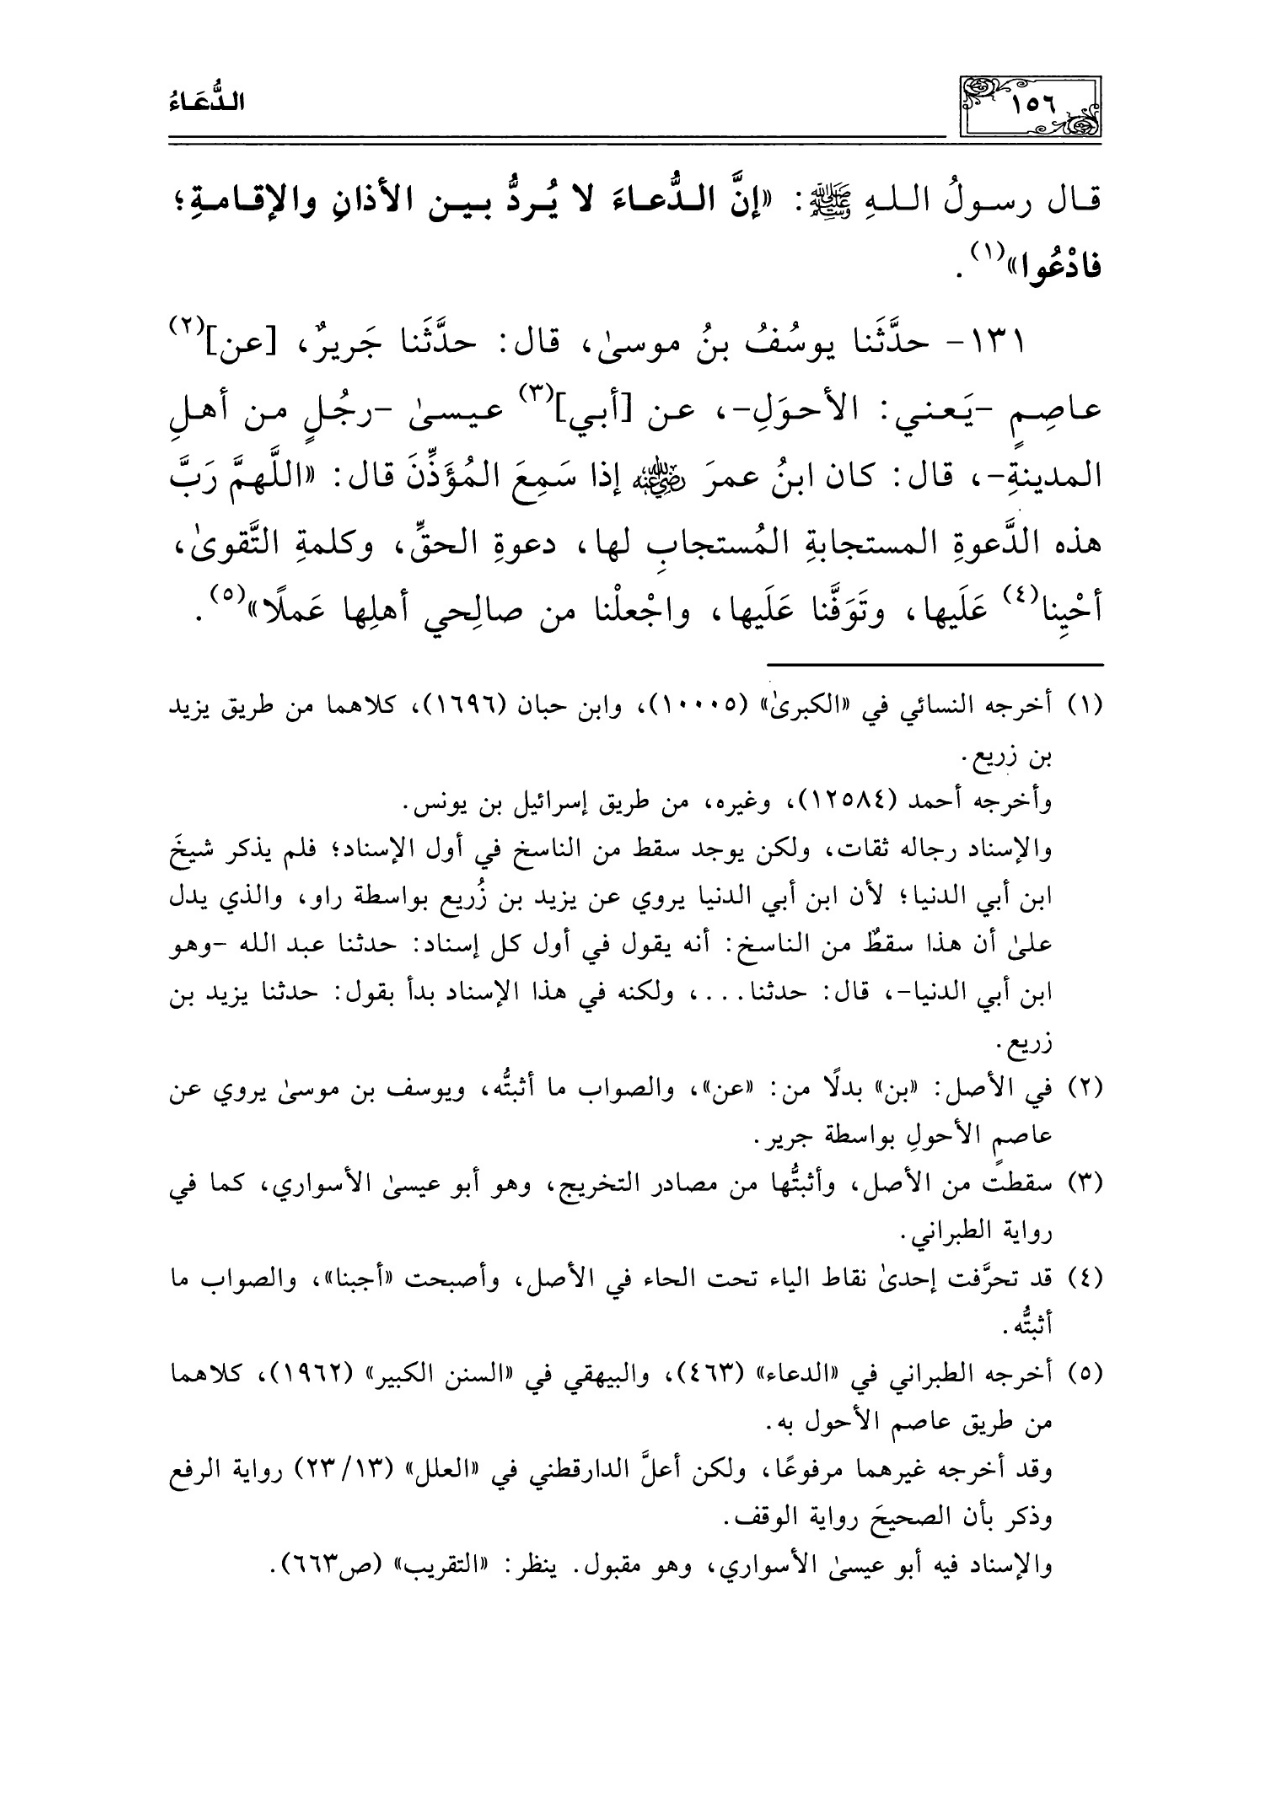 ١٥٦
الدُّعَاءُ
قال رسولُ اللهِ ﷺ: «إنَّ الدُّعاءَ لا يُردُّ بين الأذانِ والإقامةِ؛
فادْعُوا»(١).
١٣١- حدَّثَنا يوسُفُ بنُ موسىٰ، قال: حدَّثَنا جَريرٌ، [عن](٢)
عاصِمٍ -يَعني: الأحوَلِ-، عن [أبي](٣) عيسىٰ -رجُلٍ من أهلِ
المدينةِ-، قال: كان ابنُ عمرَ رضي الله عنه إذا سَمِعَ المُؤَذِّنَ قال: «اللَّهمَّ رَبَّ
هذه الدَّعوةِ المستجابةِ المُستجابِ لها، دعوةِ الحقِّ، وكلمةِ التَّقوىٰ،
أحْيِنا(٤) عَلَيها، وتَوَفَّنا عَلَيها، واجْعلْنا من صالِحي أهلِها عَملًا»(٥).
(١) أخرجه النسائي في «الكبرىٰ» (١٠٠٠٥)، وابن حبان (١٦٩٦)، كلاهما من طريق يزيد
بن زريع.
وأخرجه أحمد (١٢٥٨٤)، وغيره، من طريق إسرائيل بن يونس.
والإسناد رجاله ثقات، ولكن يوجد سقط من الناسخ في أول الإسناد؛ فلم يذكر شيخَ
ابن أبي الدنيا؛ لأن ابن أبي الدنيا يروي عن يزيد بن زُريع بواسطة راو، والذي يدل
علىٰ أن هذا سقطٌ من الناسخ: أنه يقول في أول كل إسناد: حدثنا عبد الله -وهو
ابن أبي الدنيا-، قال: حدثنا...، ولكنه في هذا الإسناد بدأ بقول: حدثنا يزيد بن
زريع.
(٢) في الأصل: «بن» بدلًا من: «عن»، والصواب ما أثبتُّه، ويوسف بن موسىٰ يروي عن
عاصمٍ الأحولِ بواسطة جرير.
(٣) سقطت من الأصل، وأثبتُّها من مصادر التخريج، وهو أبو عيسىٰ الأسواري، كما في
رواية الطبراني.
(٤) قد تحرَّفت إحدىٰ نقاط الياء تحت الحاء في الأصل، وأصبحت «أجبنا»، والصواب ما
أثبتُّه.
(٥) أخرجه الطبراني في «الدعاء» (٤٦٣)، والبيهقي في «السنن الكبير» (١٩٦٢)، كلاهما
من طريق عاصم الأحول به.
وقد أخرجه غيرهما مرفوعًا، ولكن أعلَّ الدارقطني في «العلل» (٢٣/١٣) رواية الرفع
وذكر بأن الصحيحَ رواية الوقف.
والإسناد فيه أبو عيسىٰ الأسواري، وهو مقبول. ينظر: «التقريب» (ص٦٦٣).